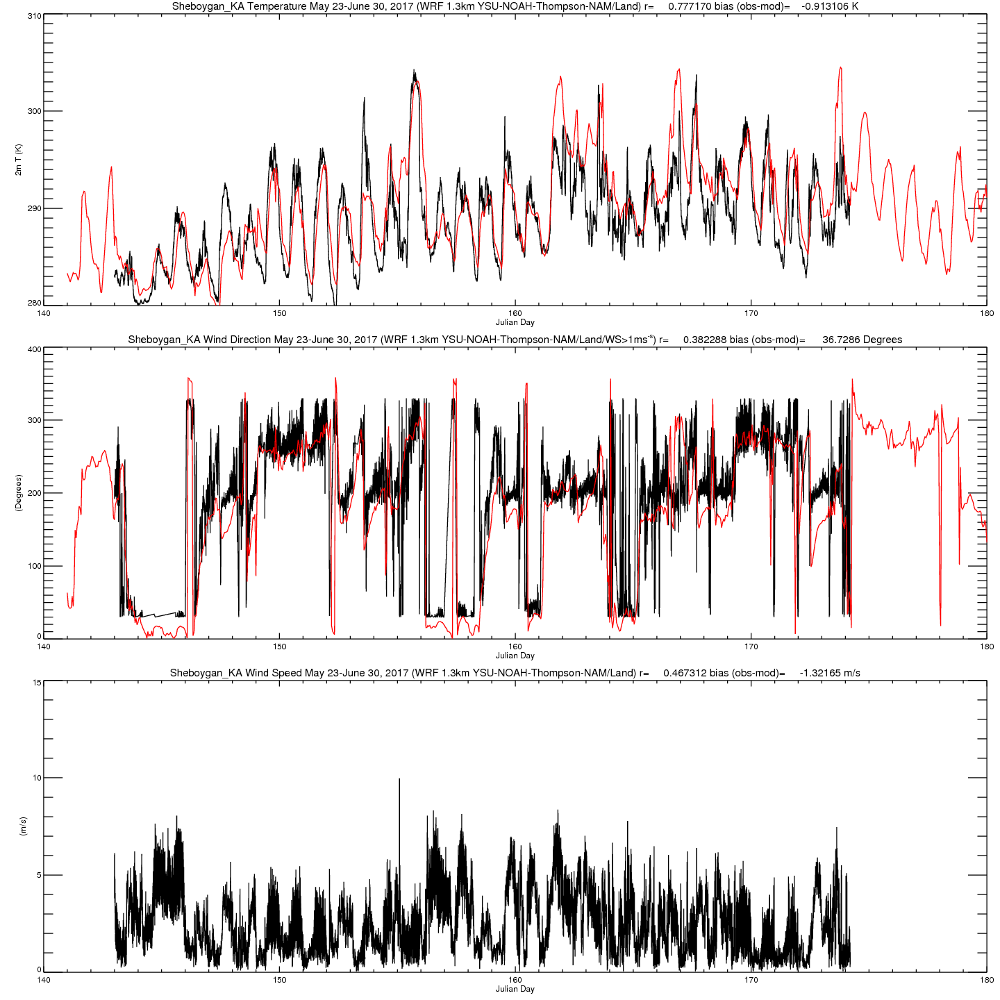 Sheboygan_KA Temperature May 23-June 30, 2017 (WRF 1.3km YSU-NOAH-Thompson-NAM/Land) r= 0.777170 bias (obs-mod)= -0.913106 K
310
300
290
280
2m T (K)
140 150 160 170 180
Julian Day
Sheboygan_KA Wind Direction May 23-June 30, 2017 (WRF 1.3km YSU-NOAH-Thompson-NAM/Land/WS>1ms-s) r= 0.382288 bias (obs-mod)= 36.7286 Degrees
400
300
200
100
0
(Degrees)
140 150 160 170 180
Julian Day
Sheboygan_KA Wind Speed May 23-June 30, 2017 (WRF 1.3km YSU-NOAH-Thompson-NAM/Land) r= 0.467312 bias (obs-mod)= -1.32165 m/s
15
10
5
0
(m/s)
140 150 160 170 180
Julian Day